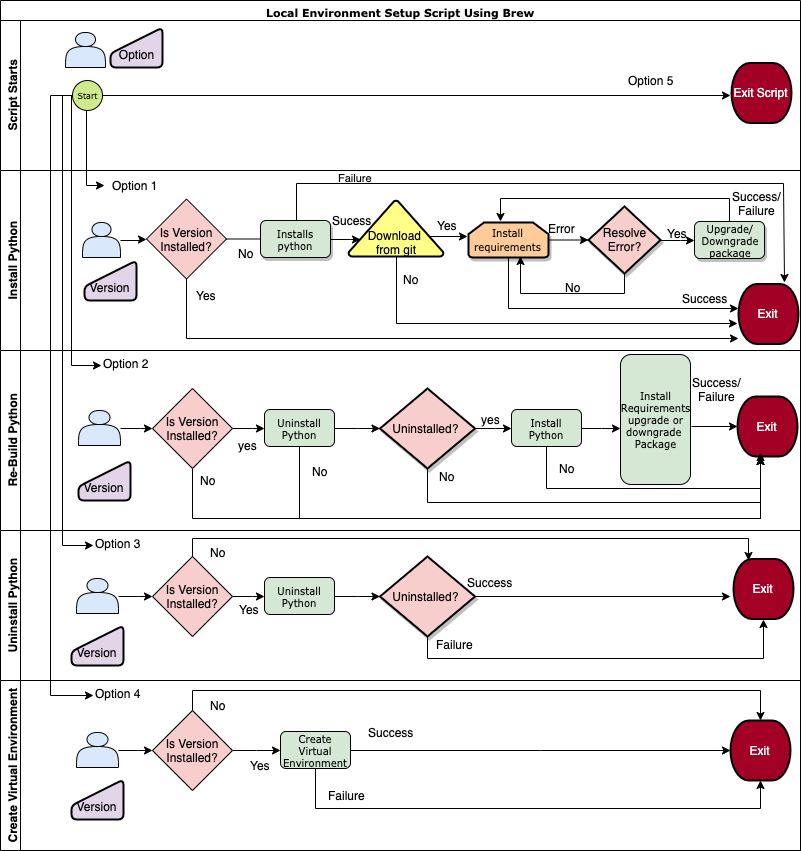 Local Environment Setup Script Using Brew
Script Starts
Option
Start
Option 5
Exit Script
Install Python
Option 1
Version
Is Version
Installed?
No
Yes
Installs
python
Failure
Sucess
Download
from git
Yes
No
Install
requirements
Error
Resolve
Error?
No
Yes
Upgrade/
Downgrade
package
Success/
Failure
Success
Exit
Re-Build Python
Option 2
Version
Is Version
Installed?
yes
No
Uninstall
Python
No
Uninstalled?
yes
No
Install
Python
No
Install
Requirements
upgrade or
downgrade
Package
Success/
Failure
Exit
Uninstall Python
Option 3
Version
Is Version
Installed?
No
Yes
Uninstall
Python
Uninstalled?
Success
Failure
Exit
Create Virtual Environment
Option 4
Version
Is Version
Installed?
No
Yes
Create
Virtual
Environment
Success
Failure
Exit